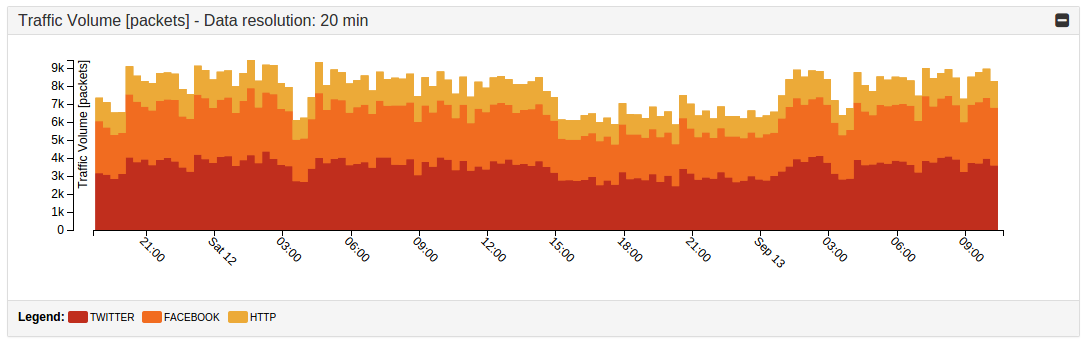 Traffic Volume [packets] - Data resolution: 20 min
Traffic Volume [packets]
9k
8k
7k
6k
5k
4k
3k
2k
1k
0
21:00
Sat 12
03:00
06:00
09:00
12:00
15:00
18:00
21:00
Sep 13
03:00
06:00
09:00
Legend: TWITTER FACEBOOK HTTP